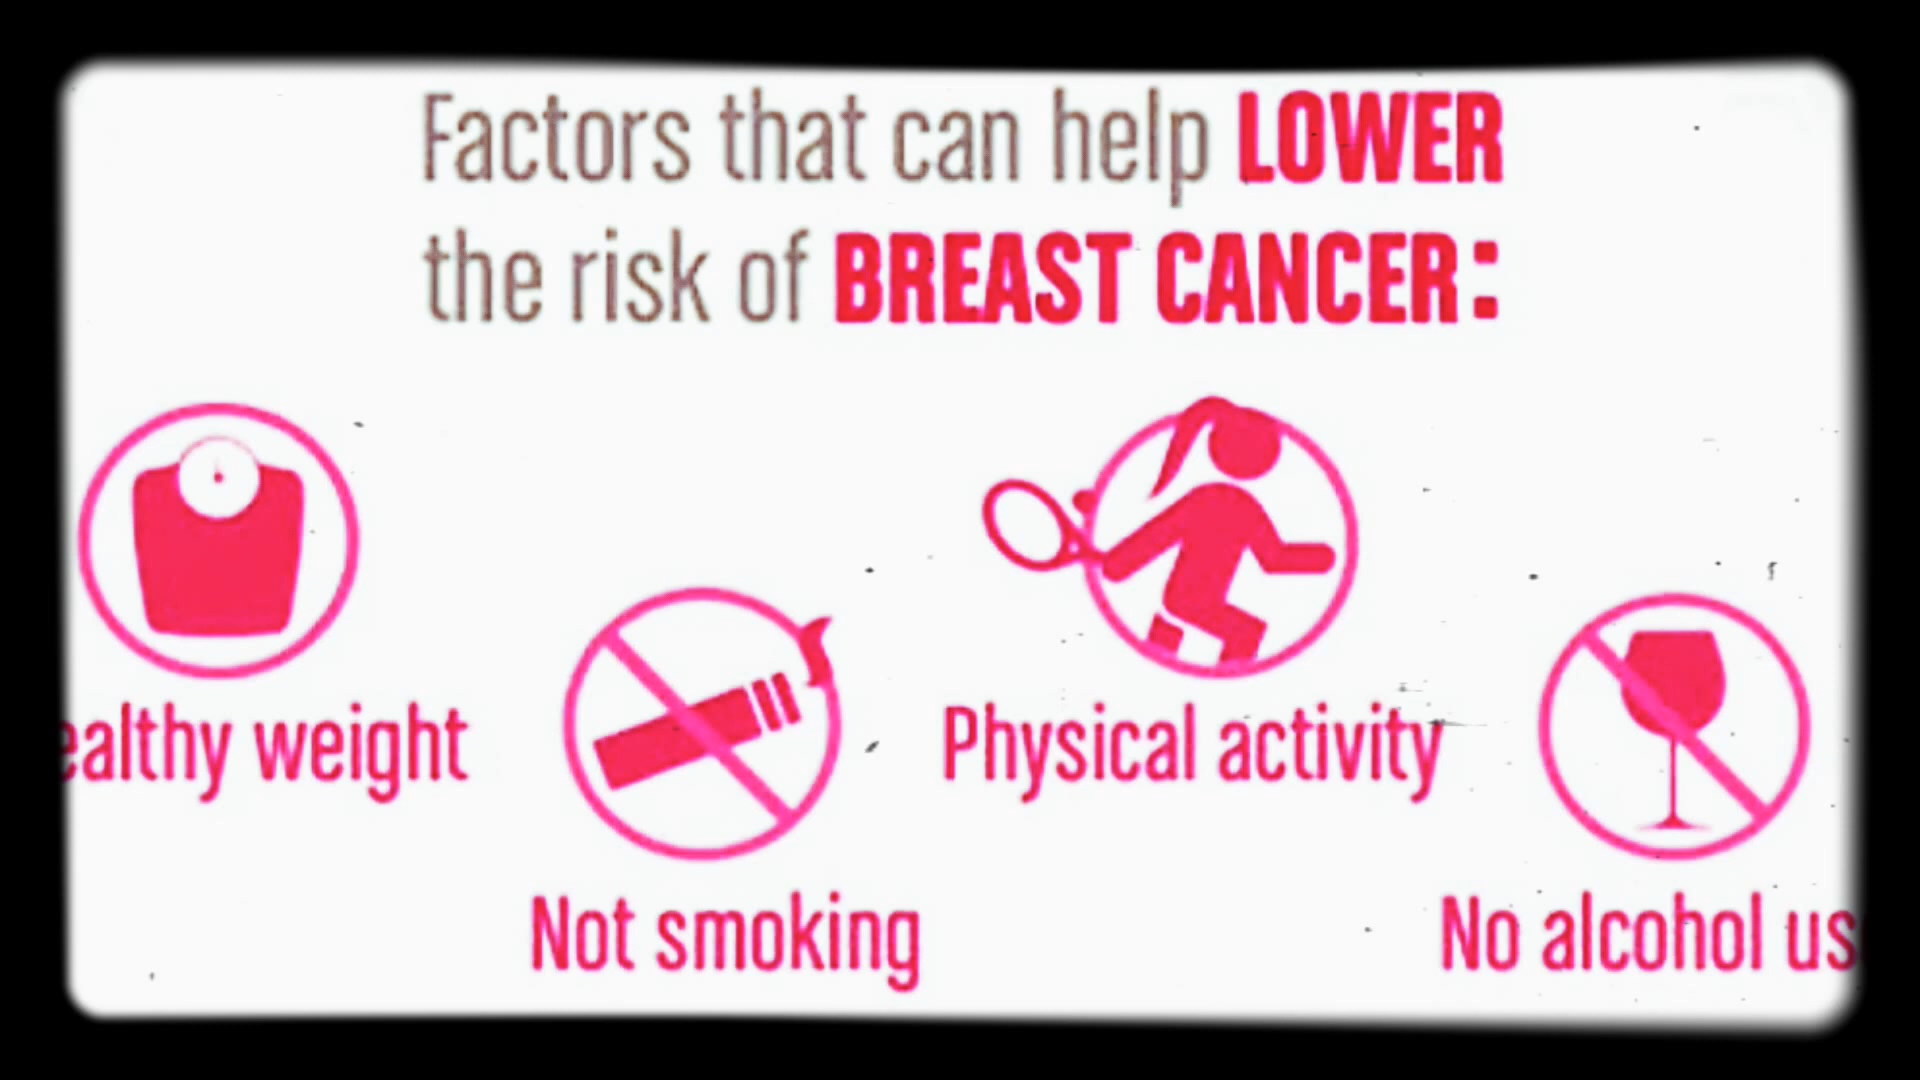 Factors that can help LOWER
the risk of BREAST CANCER:
ealthy weight
Physical activity
Not smoking
No alcohol us